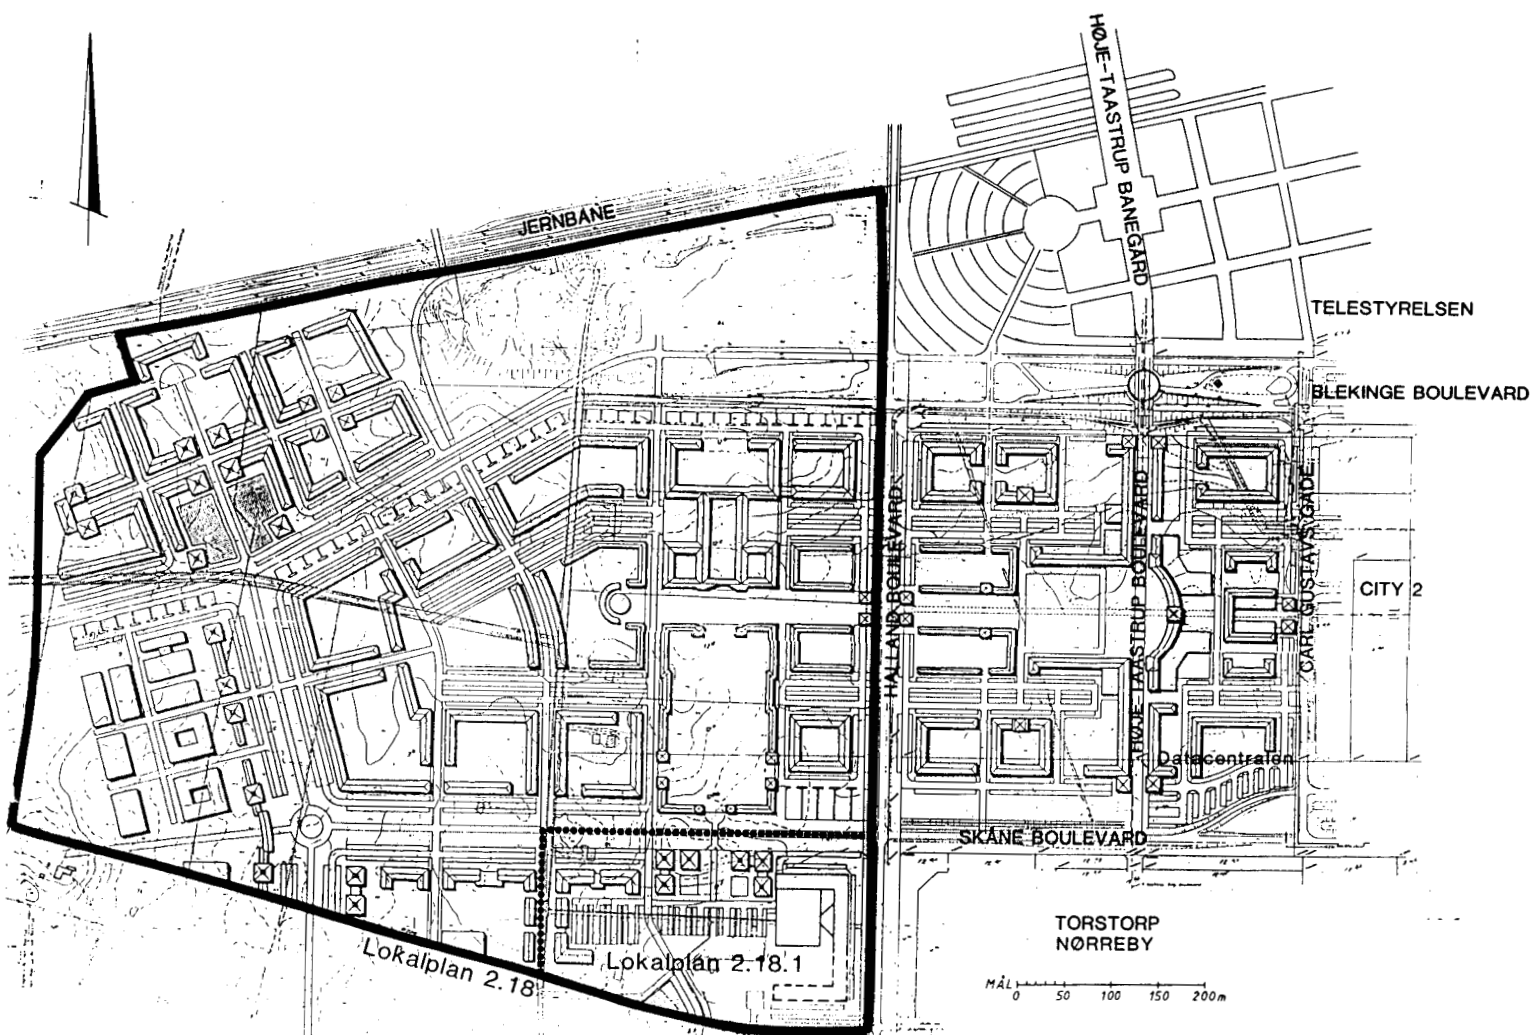 HØJE-TAASTRUP BANEGÅRD
JERNBANE
TELESTYRELSEN
BLEKINGE BOULEVARD
HALLAND BOULEVARD
HØJE TAASTRUP BOULEVARD
CARL GUSTAVS GADE
CITY 2
Datacentralen
SKÅNE BOULEVARD
TORSTORP
NØRREBY
Lokalplan 2.18
Lokalplan 2.18.1
MÅL
0 50 100 150 200m